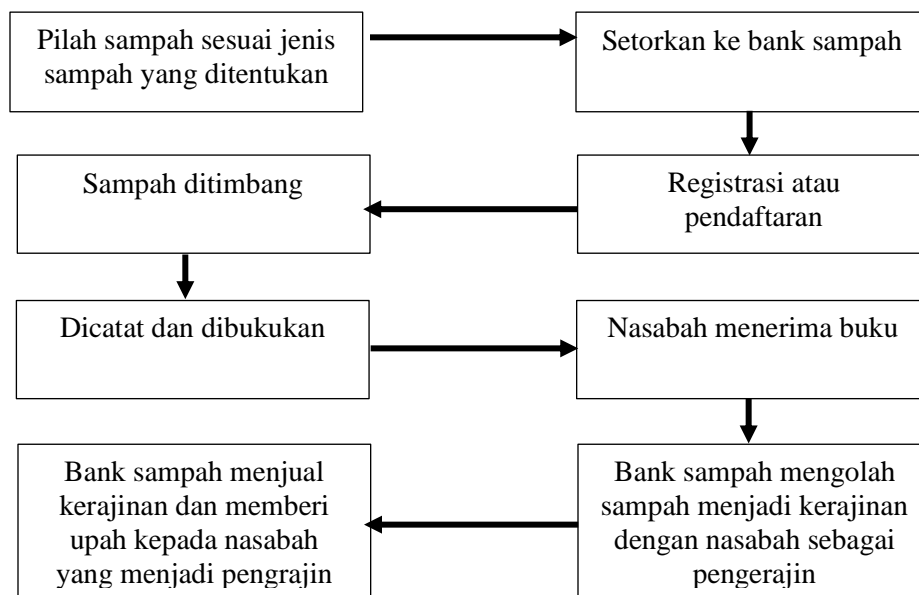 Pilah sampah sesuai jenis
sampah yang ditentukan
Setorkan ke bank sampah
Registrasi atau
pendaftaran
Sampah ditimbang
Dicatat dan dibukukan
Nasabah menerima buku
Bank sampah mengolah
sampah menjadi kerajinan
dengan nasabah sebagai
pengerajin
Bank sampah menjual
kerajinan dan memberi
upah kepada nasabah
yang menjadi pengrajin